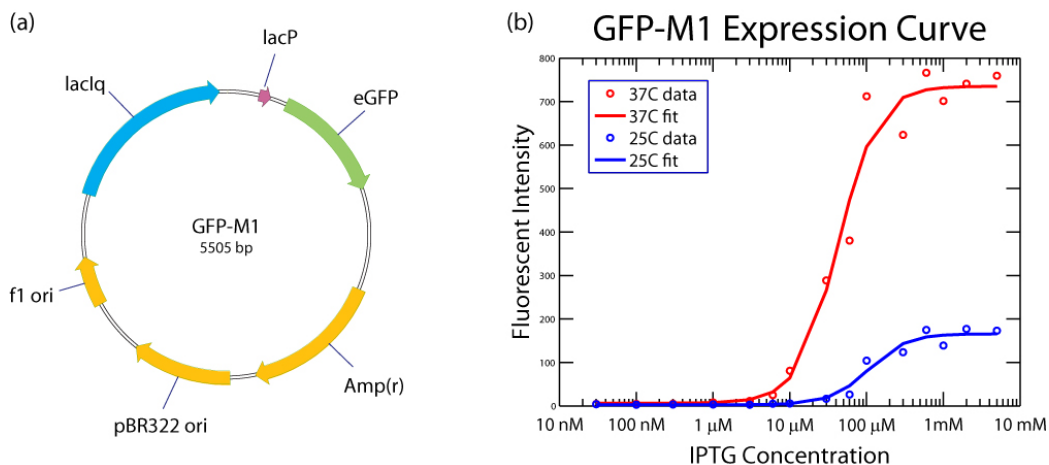 (a)
lacP
lacIq
eGFP
GFP-M1
5505 bp
f1 ori
Amp(r)
pBR322 ori
(b)
GFP-M1 Expression Curve
Fluorescent Intensity
800
700
600
500
400
300
200
100
0
37C data
37C fit
25C data
25C fit
10 nM 100 nM 1 μM 10 μM 100 μM 1mM 10 mM
IPTG Concentration